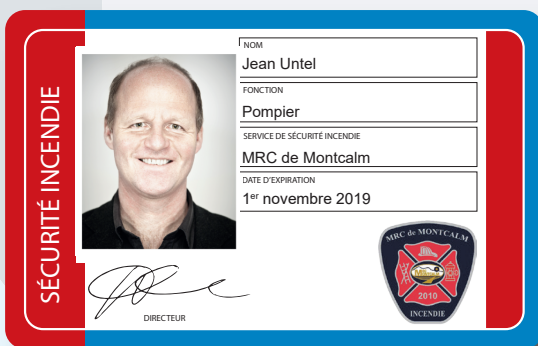 SÉCURITÉ INCENDIE
NOM
Jean Untel
FONCTION
Pompier
SERVICE DE SÉCURITÉ INCENDIE
MRC de Montcalm
DATE D'EXPIRATION
1er novembre 2019
DIRECTEUR
MRC de MONTCALM
2010
INCENDIE